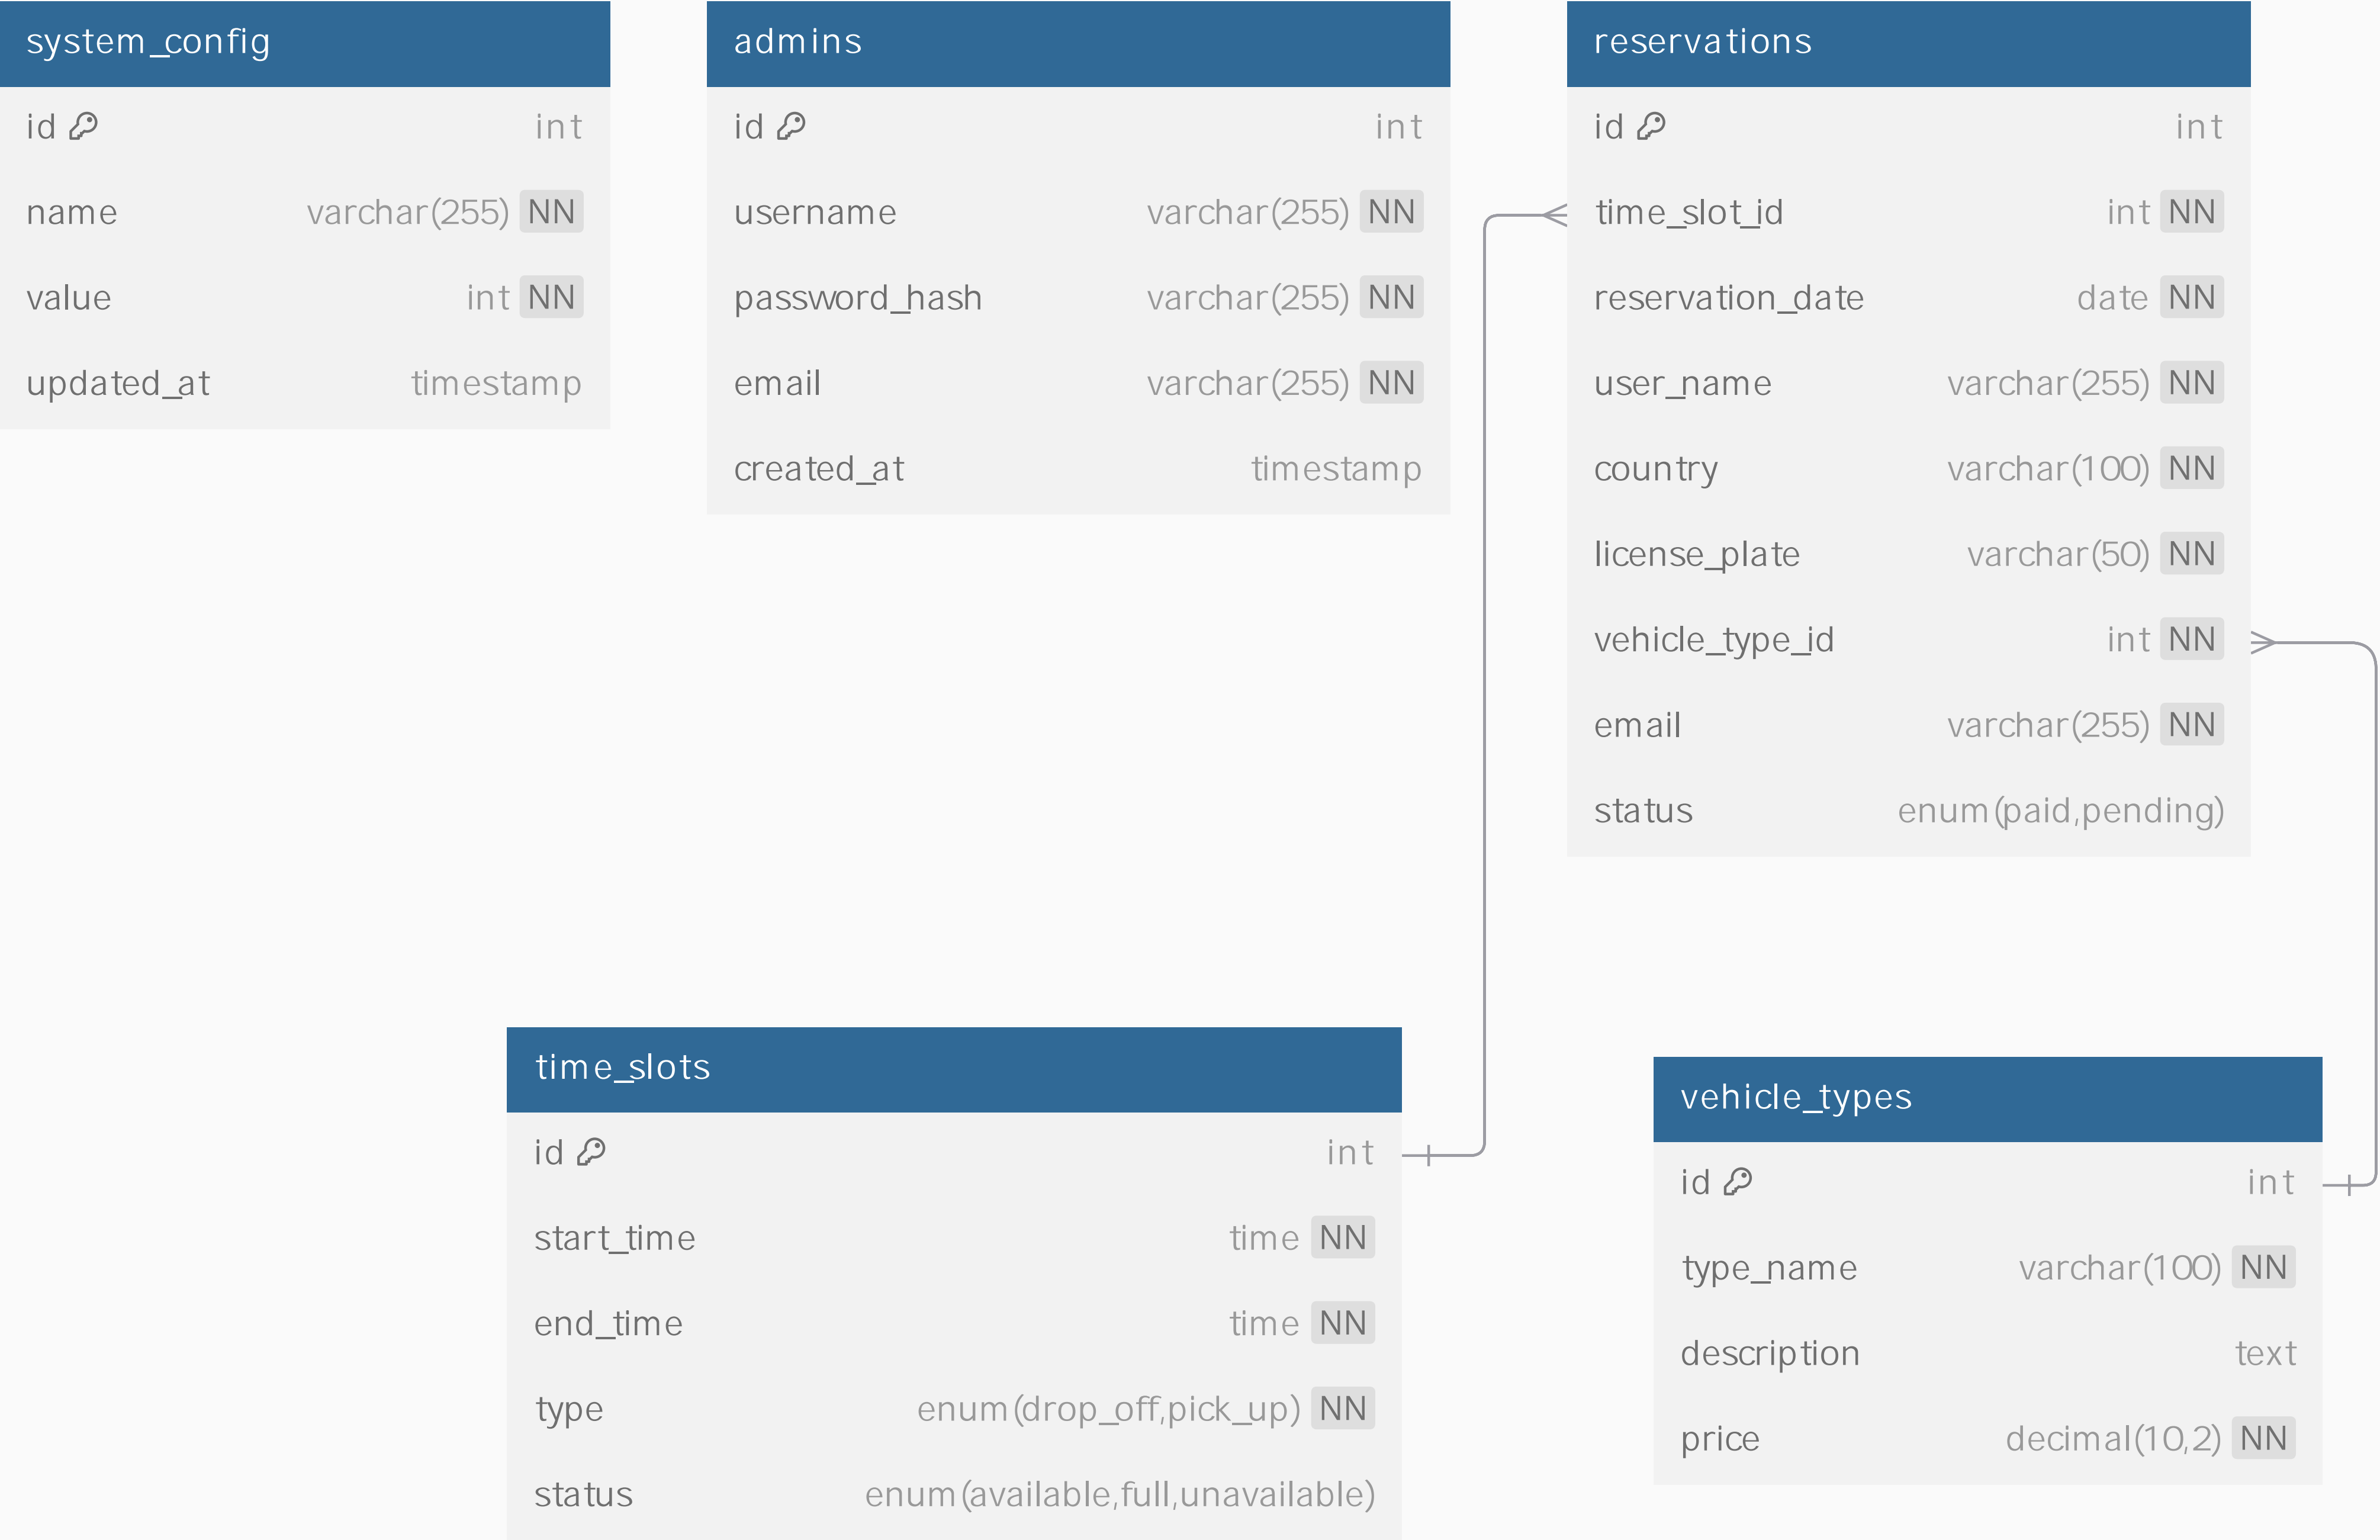 system_config
id int
name varchar(255) NN
value int NN
updated_at timestamp
admins
id int
username varchar(255) NN
password_hash varchar(255) NN
email varchar(255) NN
created_at timestamp
reservations
id int
time_slot_id int NN
reservation_date date NN
user_name varchar(255) NN
country varchar(100) NN
license_plate varchar(50) NN
vehicle_type_id int NN
email varchar(255) NN
status enum(paid,pending)
time_slots
id int
start_time time NN
end_time time NN
type enum(drop_off,pick_up) NN
status enum(available,full,unavailable)
vehicle_types
id int
type_name varchar(100) NN
description text
price decimal(10,2) NN